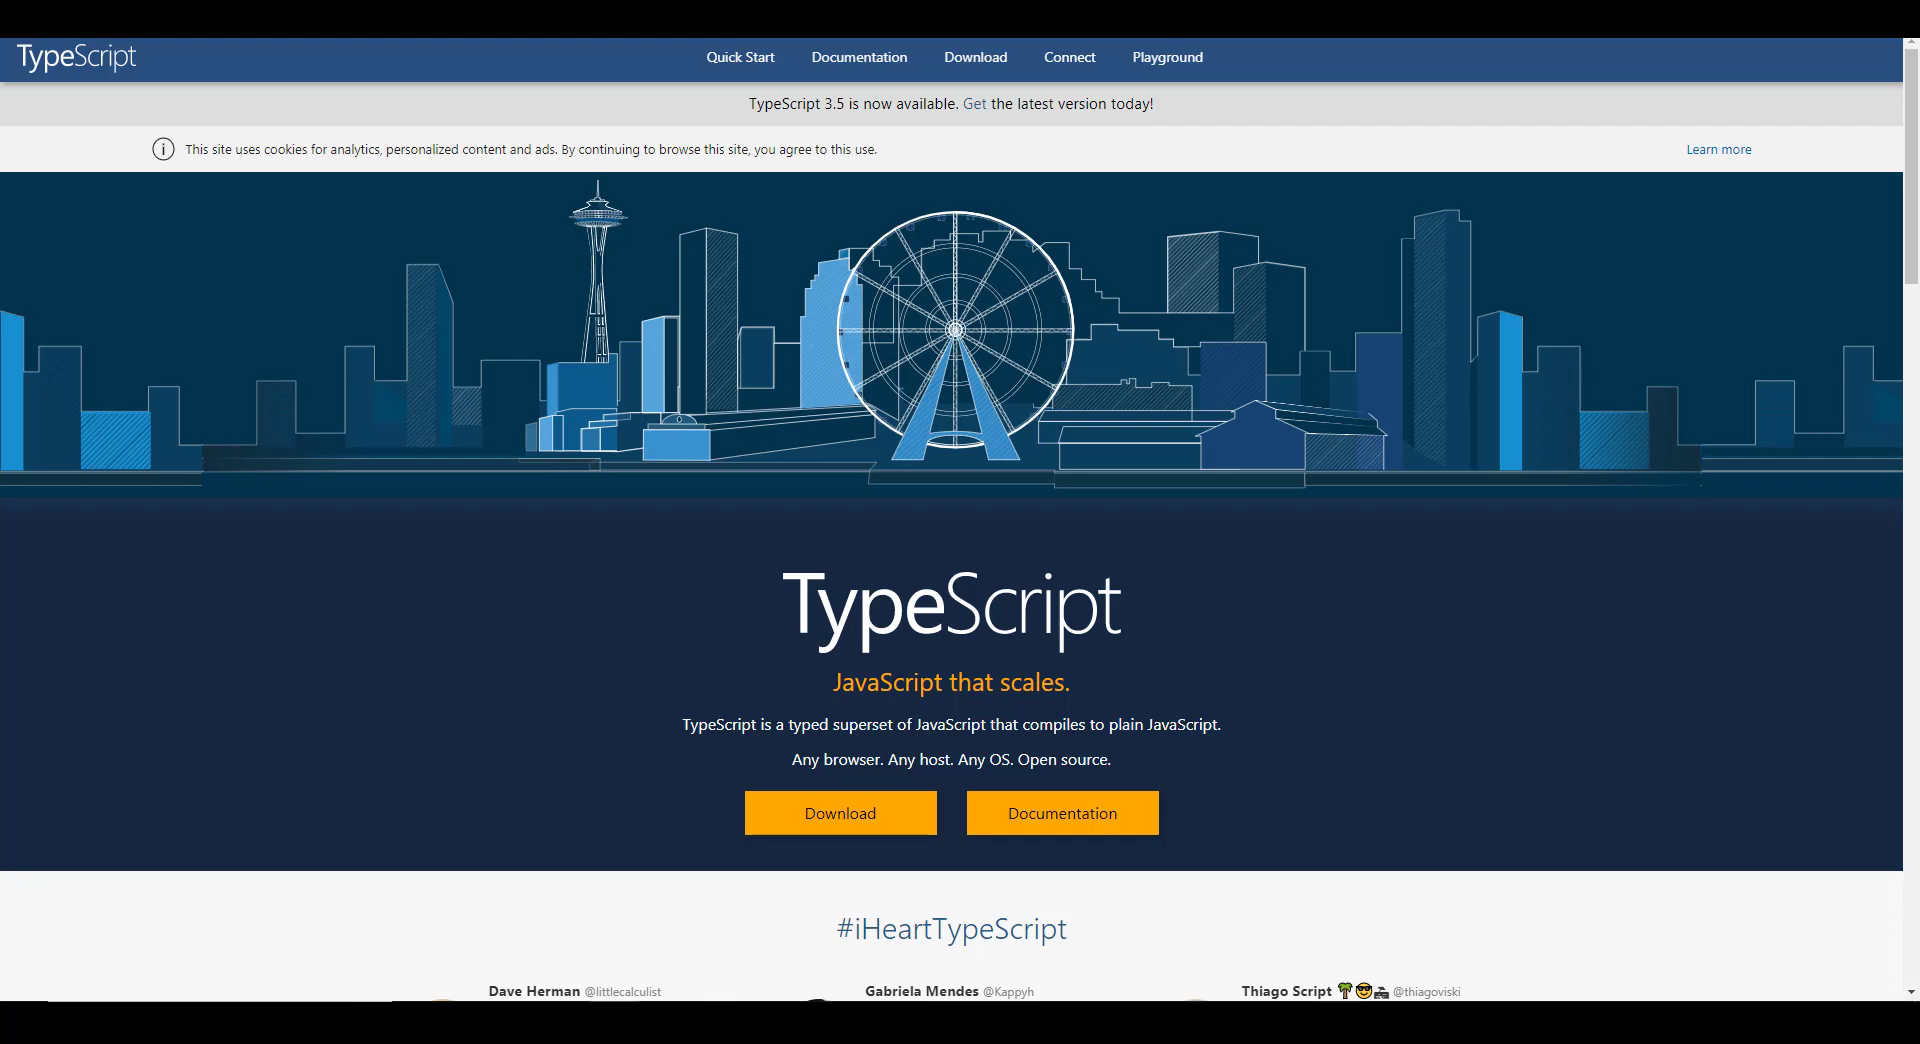 TypeScript
Quick Start Documentation Download Connect Playground
TypeScript 3.5 is now available. Get the latest version today!
This site uses cookies for analytics, personalized content and ads. By continuing to browse this site, you agree to this use. Learn more
TypeScript
JavaScript that scales.
TypeScript is a typed superset of JavaScript that compiles to plain JavaScript.
Any browser. Any host. Any OS. Open source.
Download Documentation
#iHeartTypeScript
Dave Herman @littlecalculist Gabriela Mendes @Kappyh Thiago Script 🌴😎 @thiagoviski